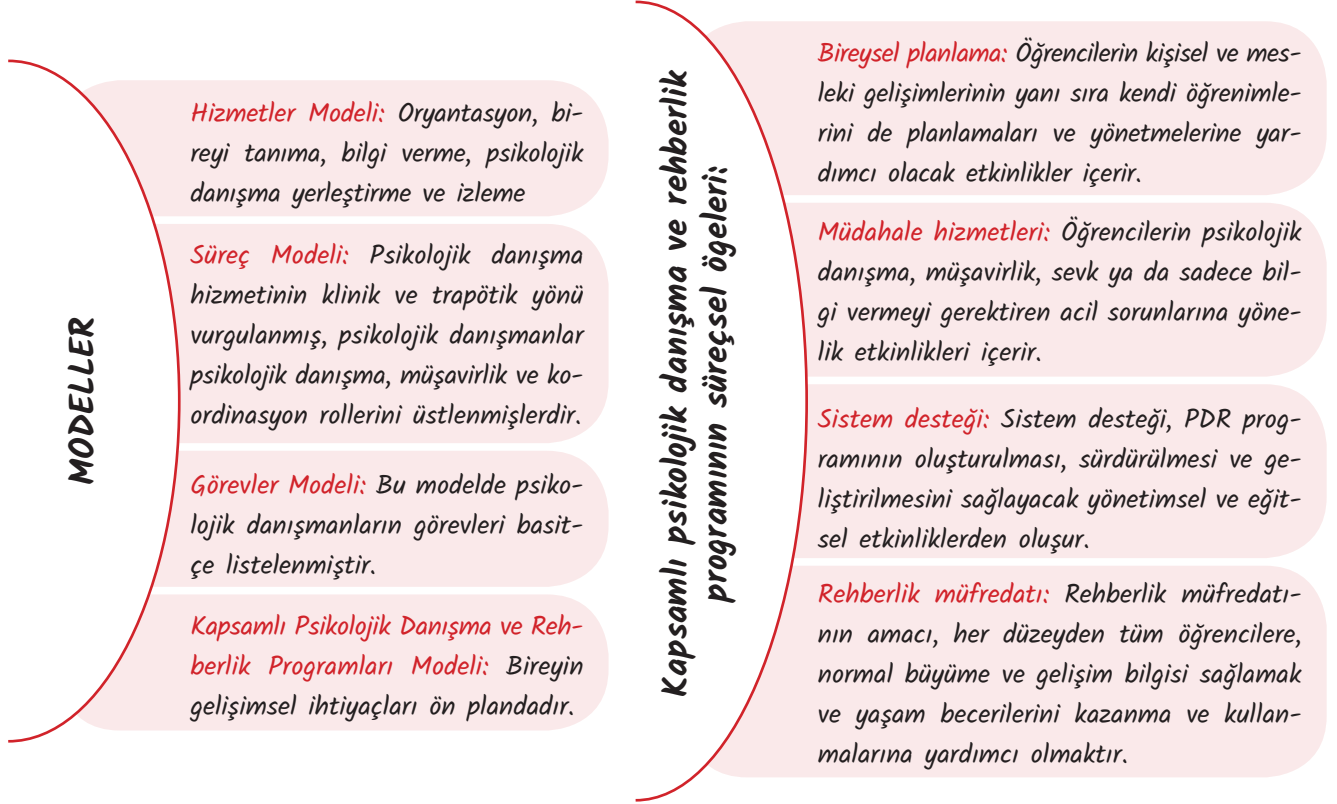 MODELLER
Hizmetler Modeli: Oryantasyon, bi-
reyi tanıma, bilgi verme, psikolojik
danışma yerleştirme ve izleme
Süreç Modeli: Psikolojik danışma
hizmetinin klinik ve trapötik yönü
vurgulanmış, psikolojik danışmanlar
psikolojik danışma, müşavirlik ve ko-
ordinasyon rollerini üstlenmişlerdir.
Görevler Modeli: Bu modelde psiko-
lojik danışmanların görevleri basit-
çe listelenmiştir.
Kapsamlı Psikolojik Danışma ve Reh-
berlik Programları Modeli: Bireyin
gelişimsel ihtiyaçları ön plandadır.
Kapsamlı psikolojik danışma ve rehberlik
programının süreçsel ögeleri:
Bireysel planlama: Öğrencilerin kişisel ve mes-
leki gelişimlerinin yanı sıra kendi öğrenimle-
rini de planlamaları ve yönetmelerine yar-
dımcı olacak etkinlikler içerir.
Müdahale hizmetleri: Öğrencilerin psikolojik
danışma, müşavirlik, sevk ya da sadece bil-
gi vermeyi gerektiren acil sorunlarına yöne-
lik etkinlikleri içerir.
Sistem desteği: Sistem desteği, PDR prog-
ramının oluşturulması, sürdürülmesi ve ge-
liştirilmesini sağlayacak yönetimsel ve eğit-
sel etkinliklerden oluşur.
Rehberlik müfredatı: Rehberlik müfredatı-
nın amacı, her düzeyden tüm öğrencilere,
normal büyüme ve gelişim bilgisi sağlamak
ve yaşam becerilerini kazanma ve kullan-
malarına yardımcı olmaktır.